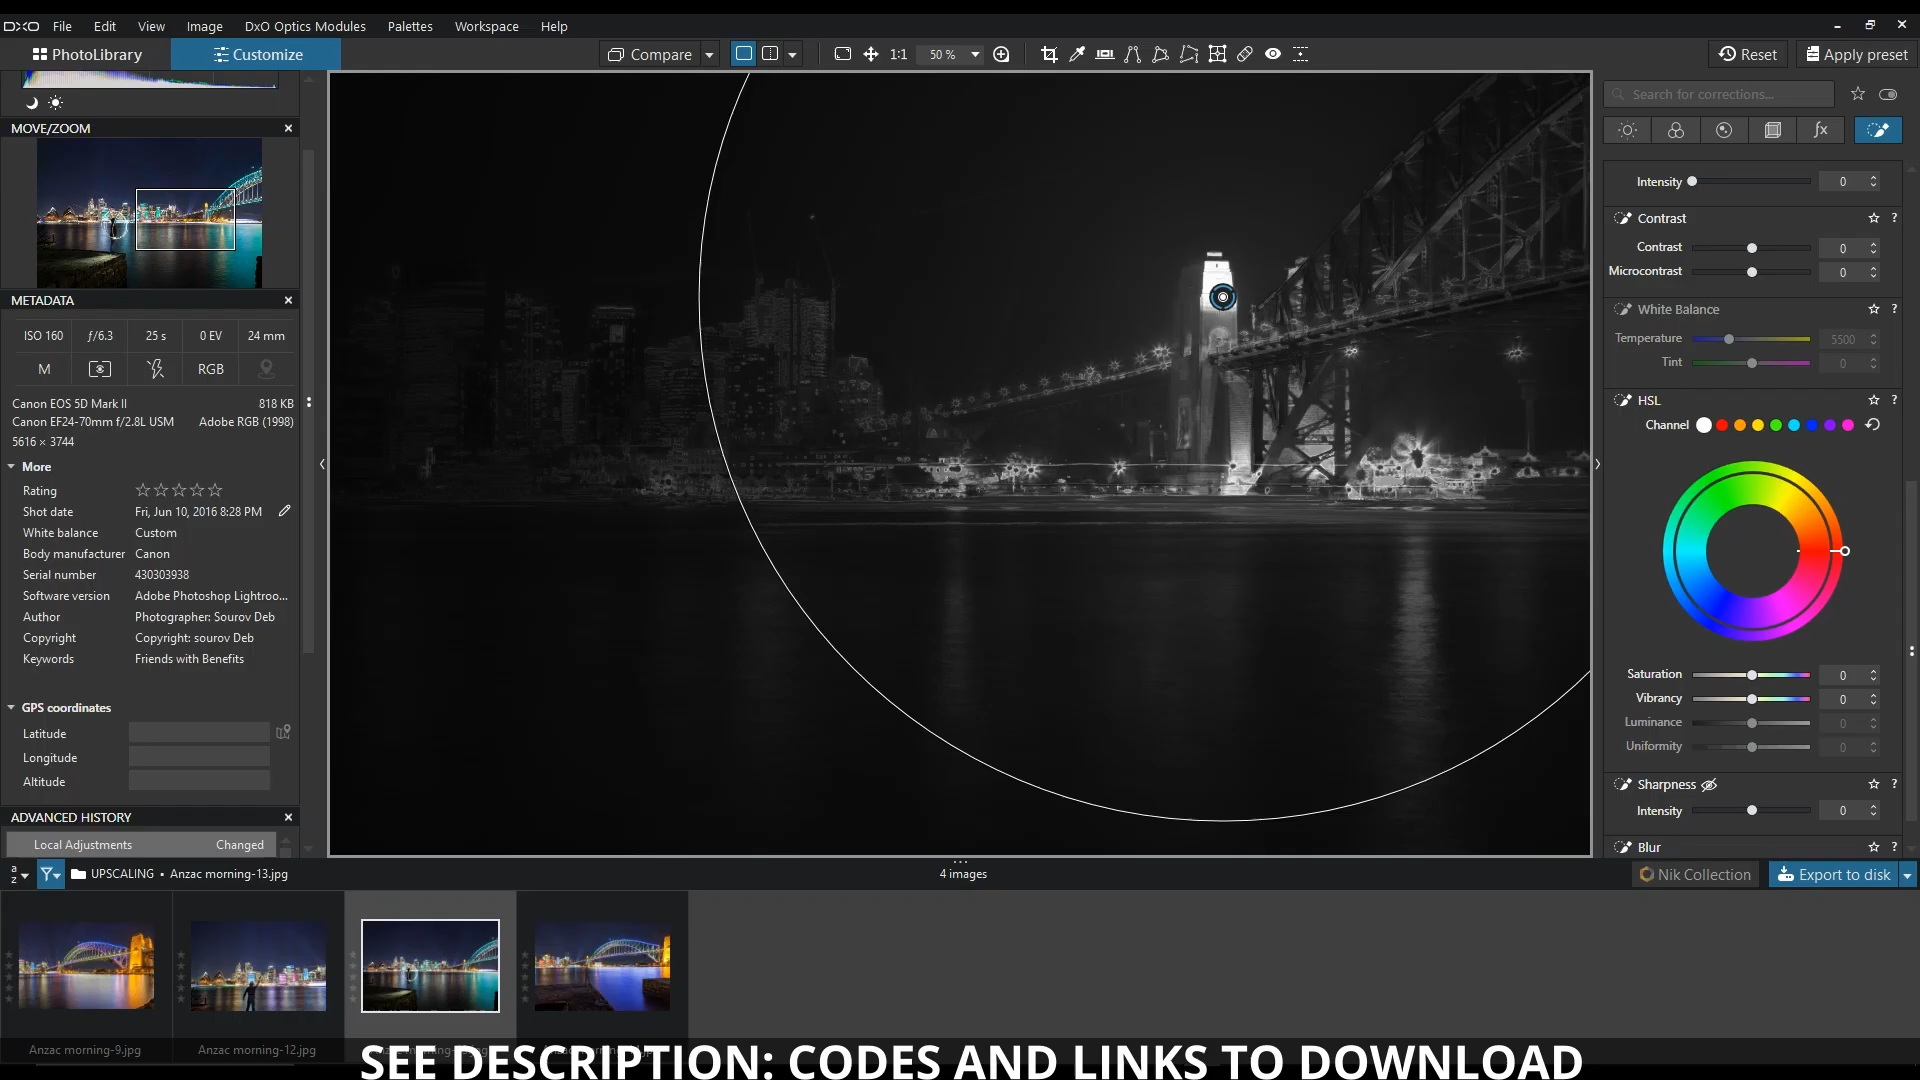 DXO File Edit View Image DxO Optics Modules Palettes Workspace Help
PhotoLibrary Customize Compare 1:1 50 % Reset Apply preset
Search for corrections...
fx
MOVE/ZOOM
METADATA
ISO 160 ƒ/6.3 25 s 0 EV 24 mm
M RGB
Canon EOS 5D Mark II 818 KB
Canon EF24-70mm f/2.8L USM Adobe RGB (1998)
5616 × 3744
More
Rating
Shot date Fri, Jun 10, 2016 8:28 PM
White balance Custom
Body manufacturer Canon
Serial number 430303938
Software version Adobe Photoshop Lightroo...
Author Photographer: Sourov Deb
Copyright Copyright: sourov Deb
Keywords Friends with Benefits
GPS coordinates
Latitude
Longitude
Altitude
ADVANCED HISTORY
Local Adjustments Changed
Intensity 0
Contrast ?
Contrast 0
Microcontrast 0
White Balance ?
Temperature 5500
Tint 0
HSL ?
Channel
Saturation 0
Vibrancy 0
Luminance 0
Uniformity 0
Sharpness ?
Intensity 0
Blur ?
a z UPSCALING • Anzac morning-13.jpg 4 images Nik Collection Export to disk
Anzac morning-9.jpg Anzac morning-12.jpg
SEE DESCRIPTION: CODES AND LINKS TO DOWNLOAD